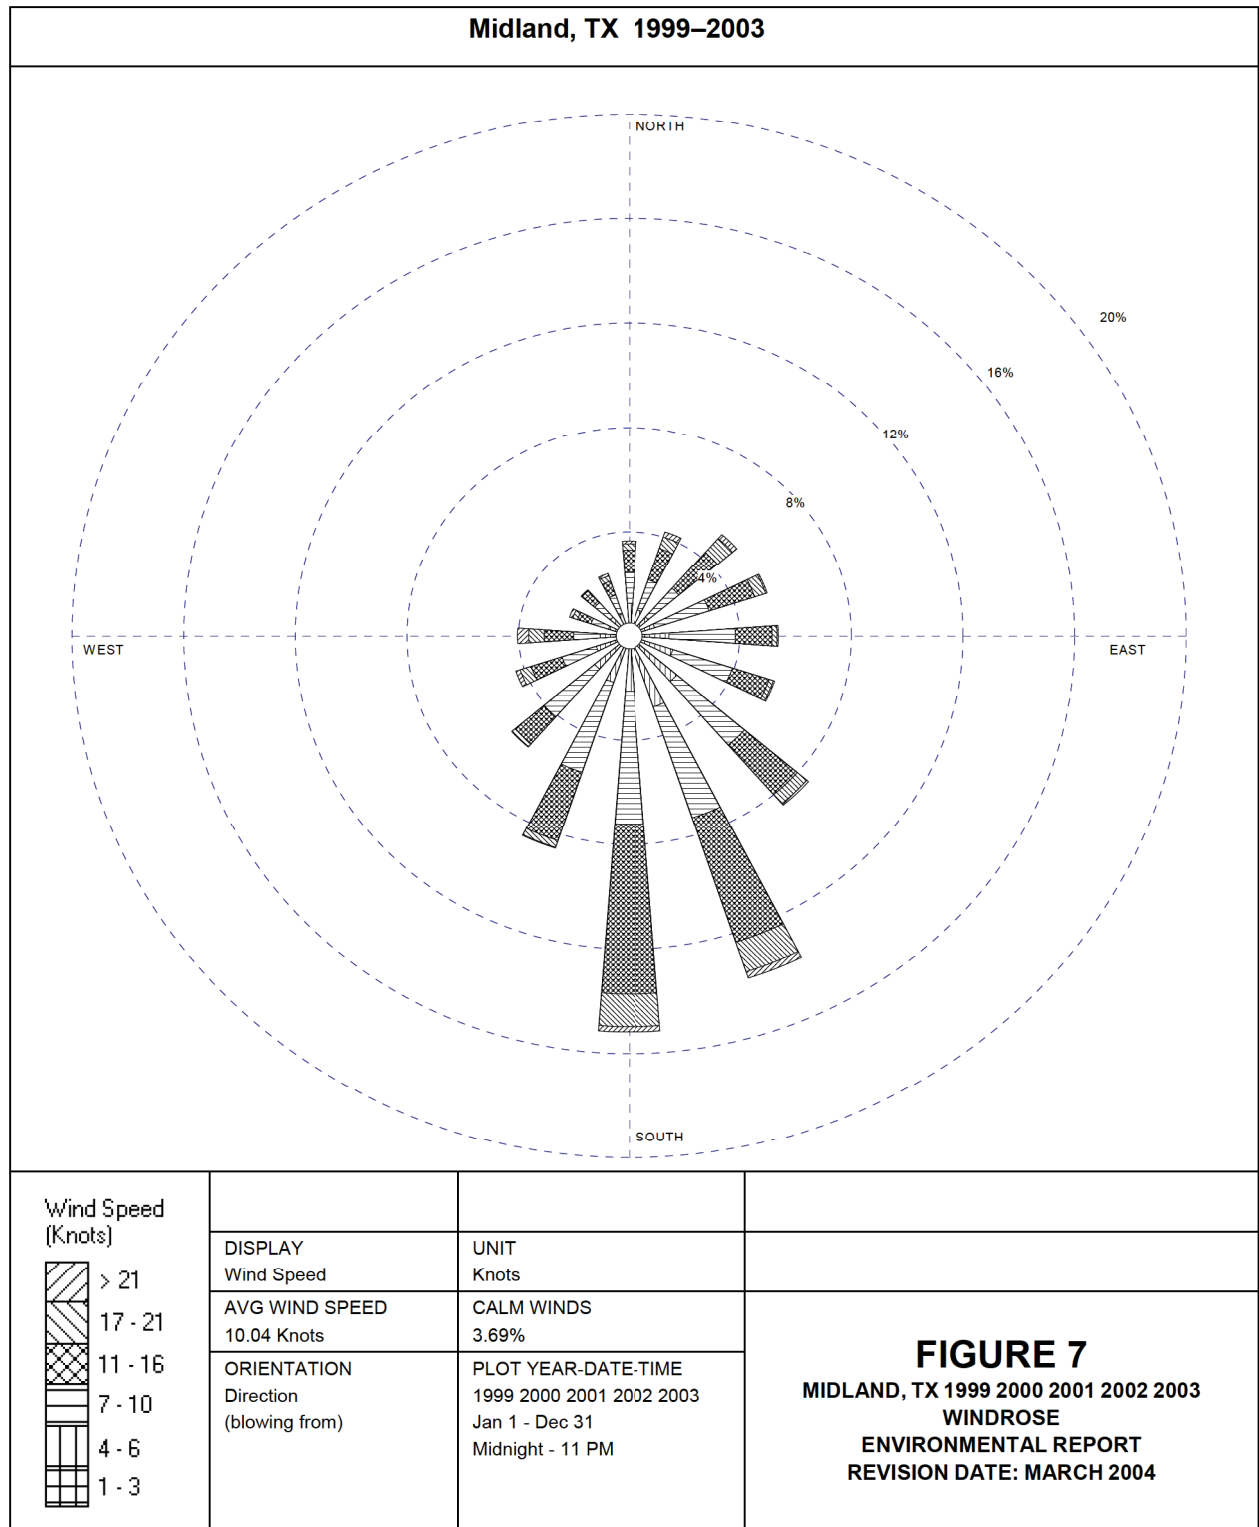 Midland, TX 1999–2003
NORTH
20%
16%
12%
8%
4%
WEST
EAST
SOUTH
Wind Speed
(Knots)
> 21
17 - 21
11 - 16
7 - 10
4 - 6
1 - 3
DISPLAY
Wind Speed
UNIT
Knots
AVG WIND SPEED
10.04 Knots
CALM WINDS
3.69%
ORIENTATION
Direction
(blowing from)
PLOT YEAR-DATE-TIME
1999 2000 2001 2002 2003
Jan 1 - Dec 31
Midnight - 11 PM
FIGURE 7
MIDLAND, TX 1999 2000 2001 2002 2003
WINDROSE
ENVIRONMENTAL REPORT
REVISION DATE: MARCH 2004